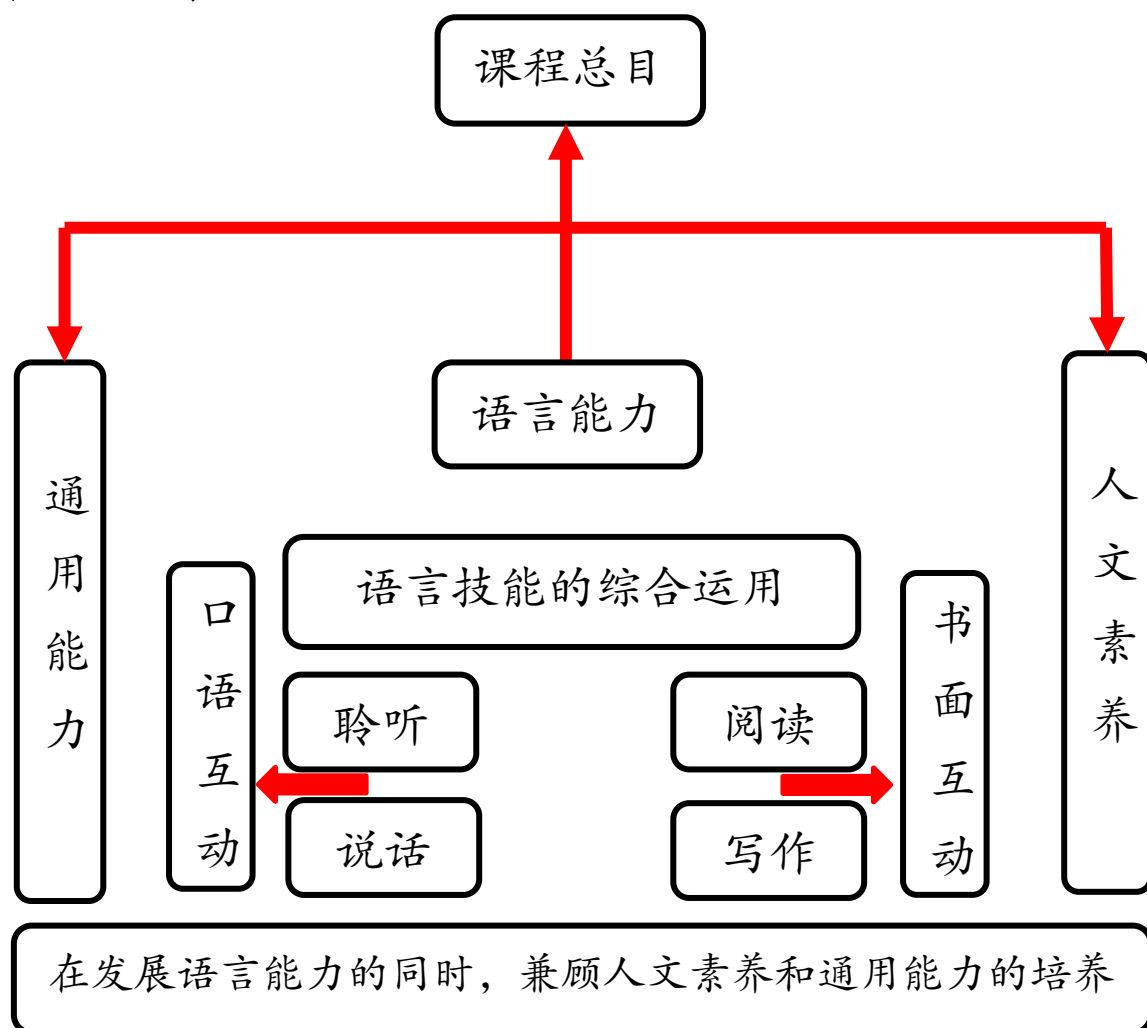 课程总目
语言能力
通用能力
人文素养
语言技能的综合运用
口语互动
书面互动
聆听
阅读
说话
写作
在发展语言能力的同时，兼顾人文素养和通用能力的培养